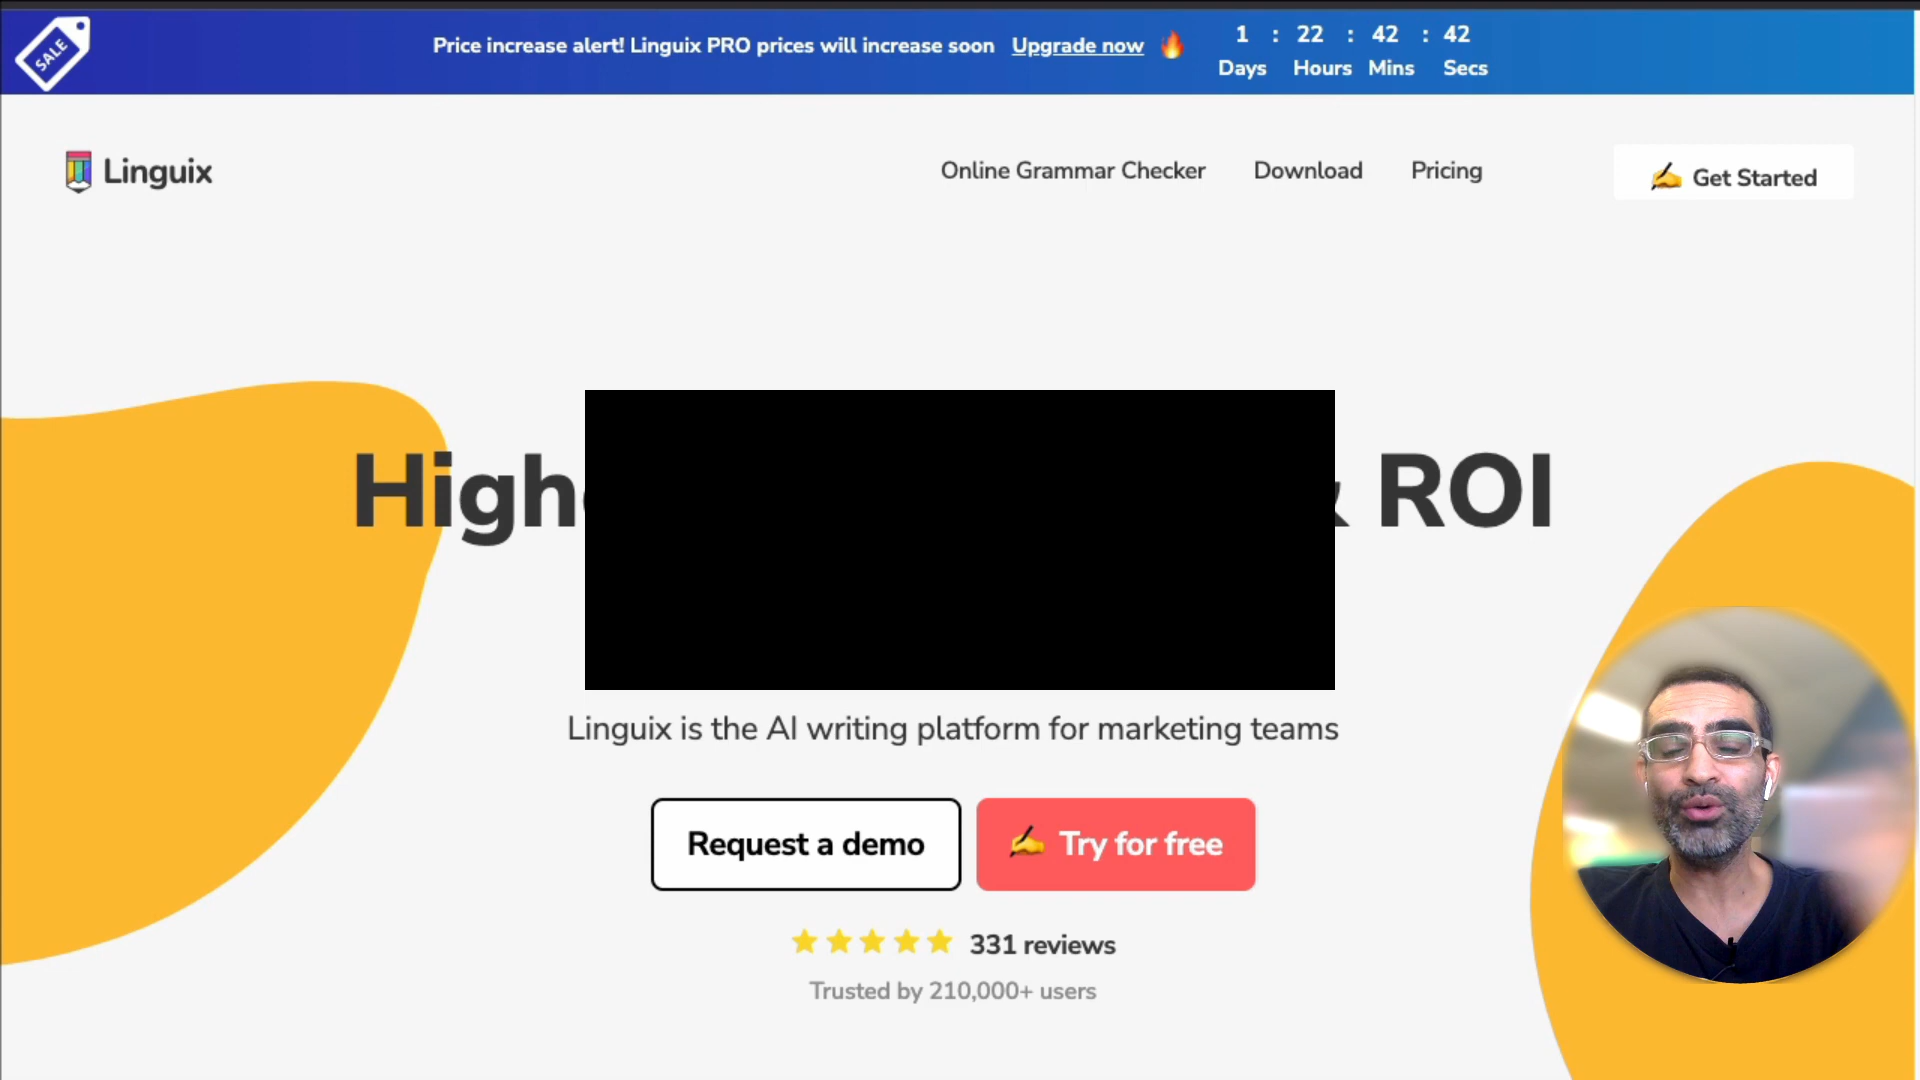 SALE
Price increase alert! Linguix PRO prices will increase soon Upgrade now
1 : 22 : 42 : 42
Days Hours Mins Secs
Linguix
Online Grammar Checker Download Pricing
Get Started
& ROI
Linguix is the AI writing platform for marketing teams
Request a demo
Try for free
331 reviews
Trusted by 210,000+ users